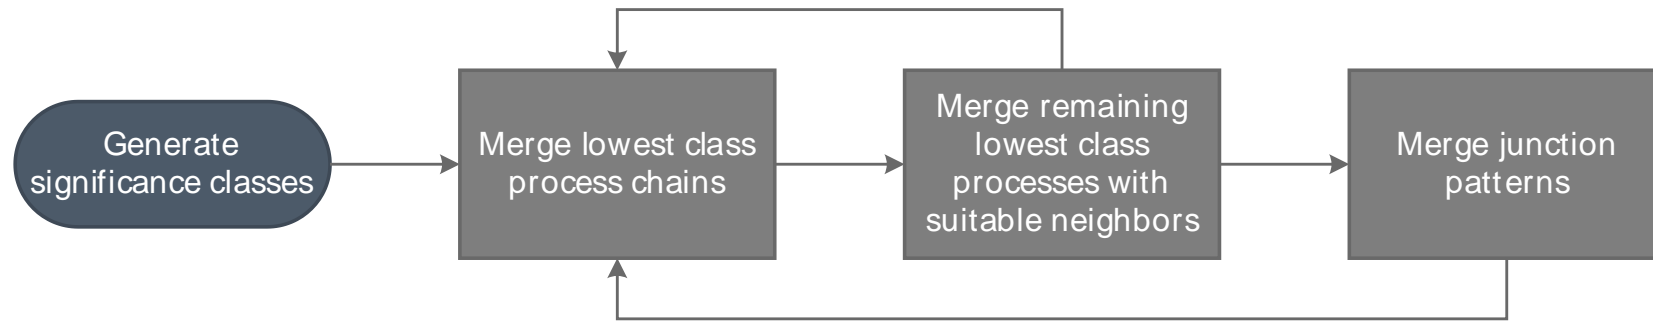 Generate
significance classes
Merge lowest class
process chains
Merge remaining
lowest class
processes with
suitable neighbors
Merge junction
patterns